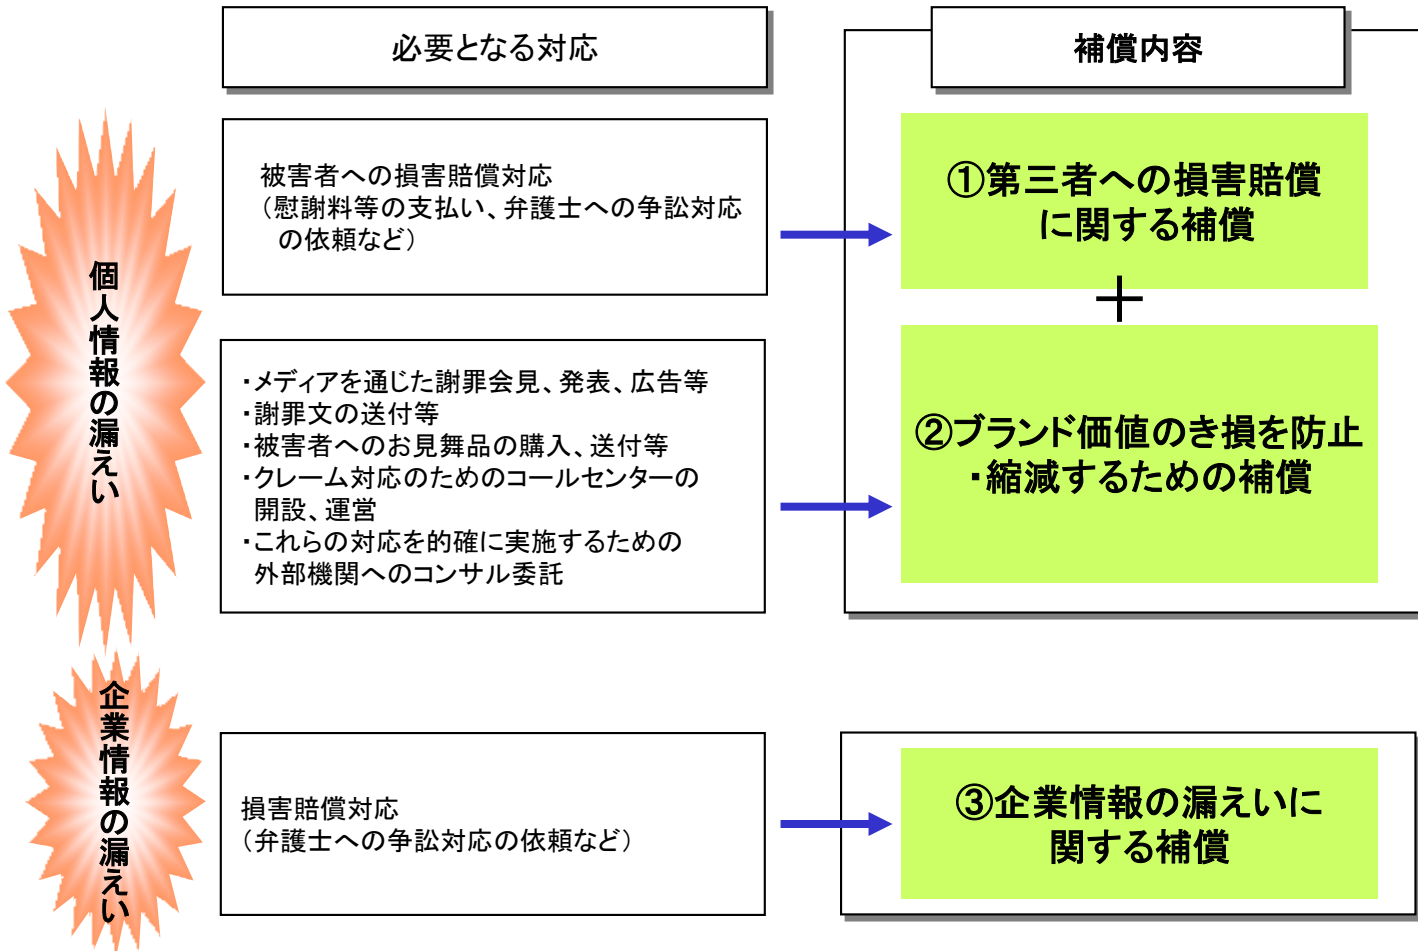 必要となる対応
補償内容
個人情報の漏えい
被害者への損害賠償対応
（慰謝料等の支払い、弁護士への争訟対応
の依頼など）
①第三者への損害賠償
に関する補償
＋
・メディアを通じた謝罪会見、発表、広告等
・謝罪文の送付等
・被害者へのお見舞品の購入、送付等
・クレーム対応のためのコールセンターの
開設、運営
・これらの対応を的確に実施するための
外部機関へのコンサル委託
②ブランド価値のき損を防止
・縮減するための補償
企業情報の漏えい
損害賠償対応
（弁護士への争訟対応の依頼など）
③企業情報の漏えいに
関する補償